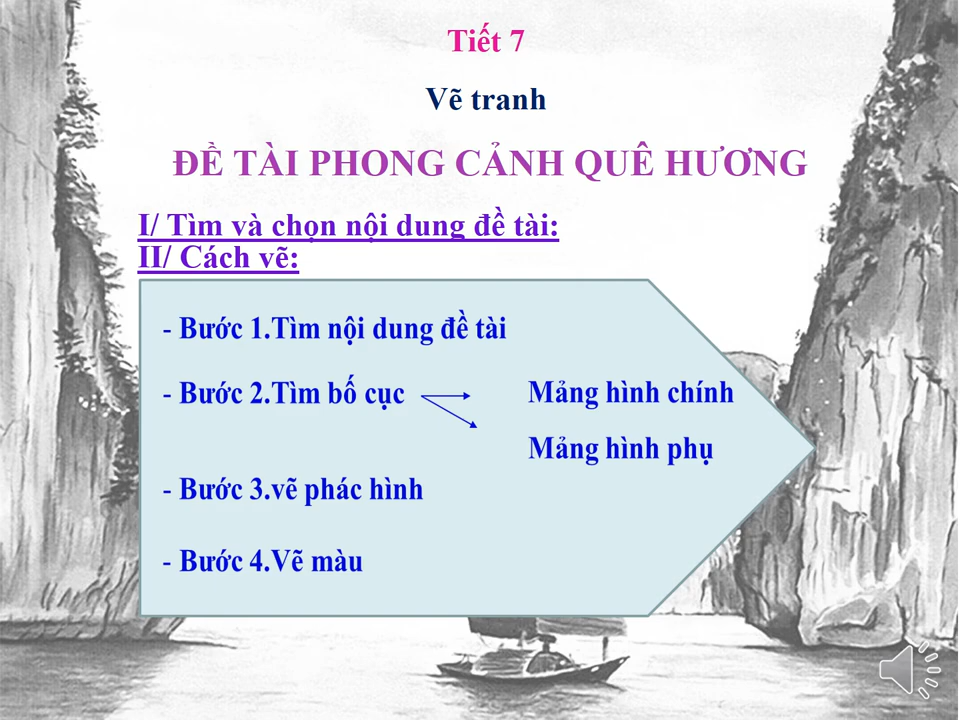 Tiết 7
Vẽ tranh
ĐỀ TÀI PHONG CẢNH QUÊ HƯƠNG
I/ Tìm và chọn nội dung đề tài:
II/ Cách vẽ:
- Bước 1.Tìm nội dung đề tài
- Bước 2.Tìm bố cục Mảng hình chính
Mảng hình phụ
- Bước 3.vẽ phác hình
- Bước 4.Vẽ màu